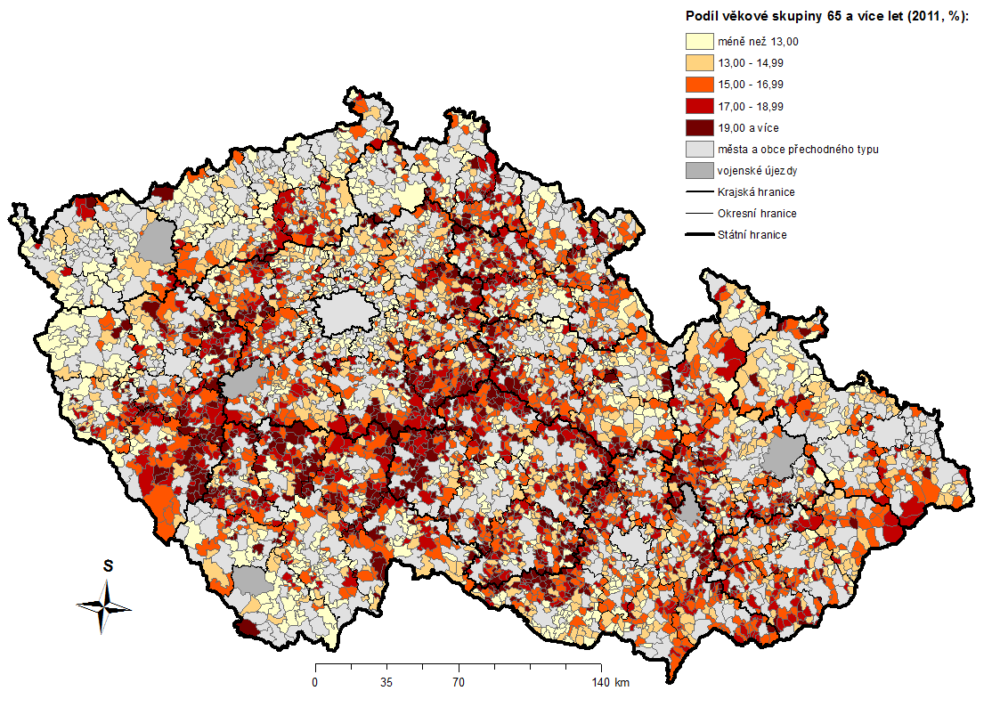 Podíl věkové skupiny 65 a více let (2011, %):
méně než 13,00
13,00 - 14,99
15,00 - 16,99
17,00 - 18,99
19,00 a více
města a obce přechodného typu
vojenské újezdy
Krajská hranice
Okresní hranice
Státní hranice
S
0 35 70 140 km